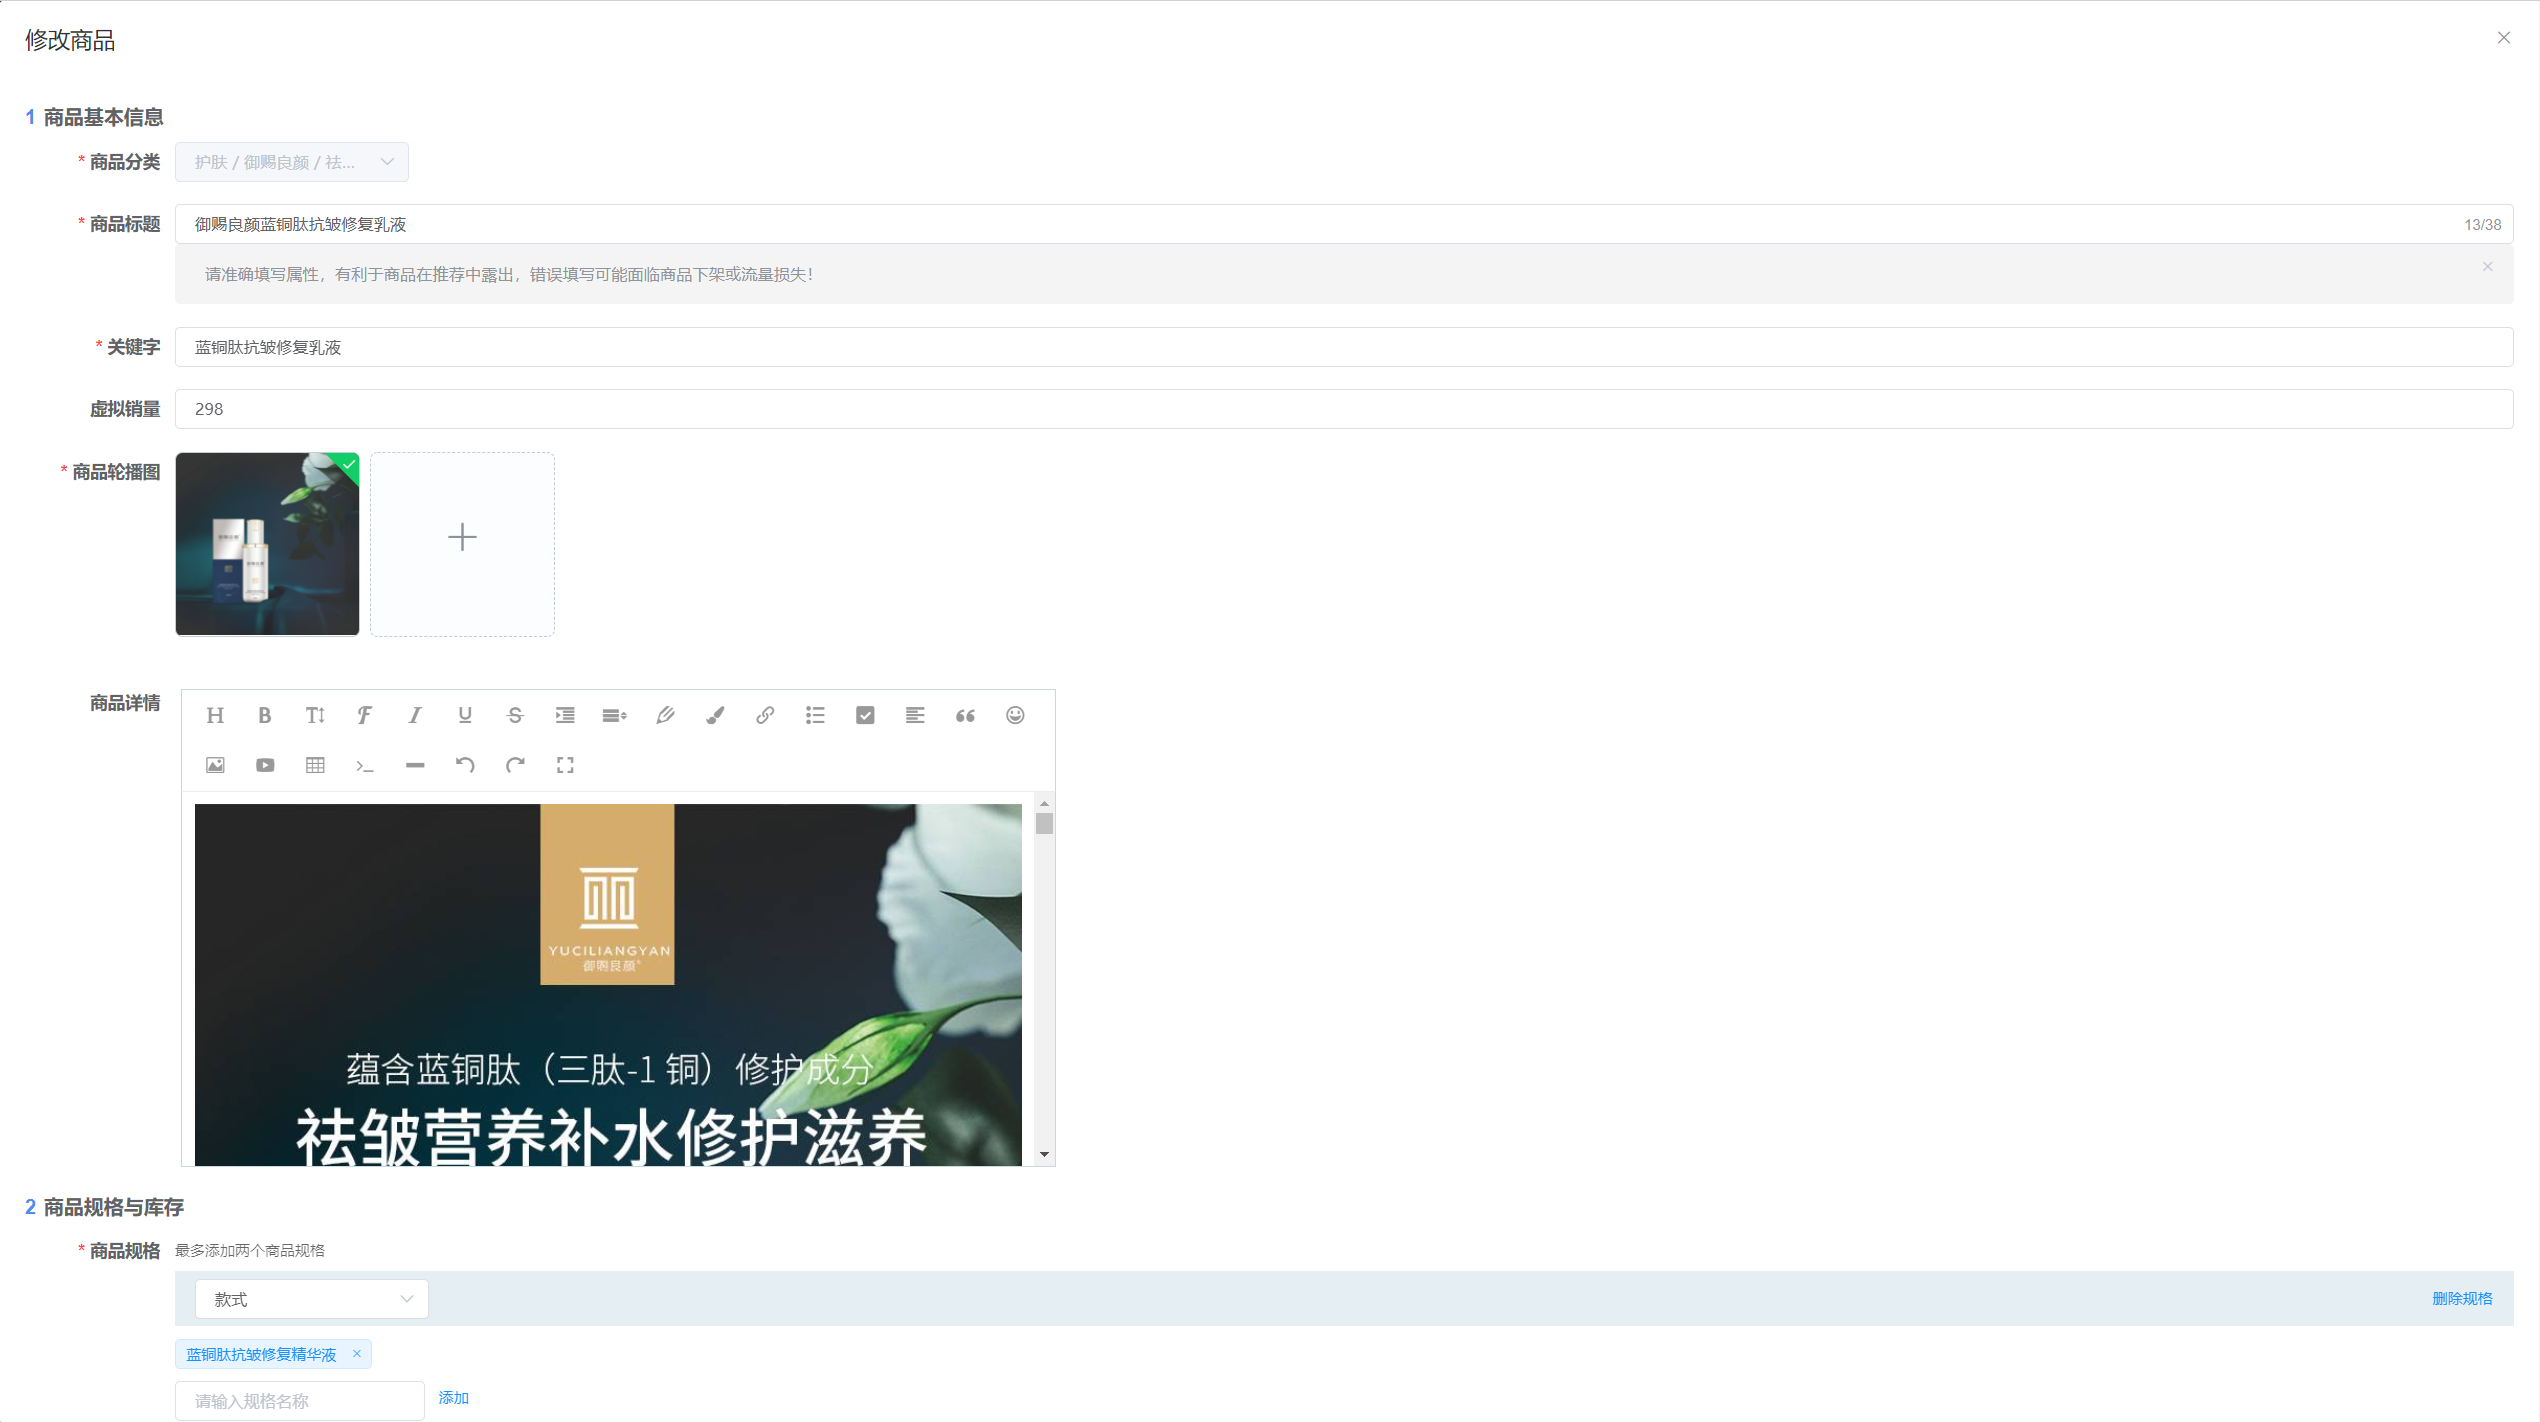 修改商品
1 商品基本信息
* 商品分类 护肤 / 御赐良颜 / 祛...
* 商品标题 御赐良颜蓝铜肽抗皱修复乳液 13/38
请准确填写属性，有利于商品在推荐中露出，错误填写可能面临商品下架或流量损失！
* 关键字 蓝铜肽抗皱修复乳液
虚拟销量 298
* 商品轮播图
商品详情
YUCILIANGYAN
御赐良颜®
蕴含蓝铜肽（三肽-1 铜）修护成分
祛皱营养补水修护滋养
2 商品规格与库存
* 商品规格 最多添加两个商品规格
款式 删除规格
蓝铜肽抗皱修复精华液 ×
请输入规格名称 添加